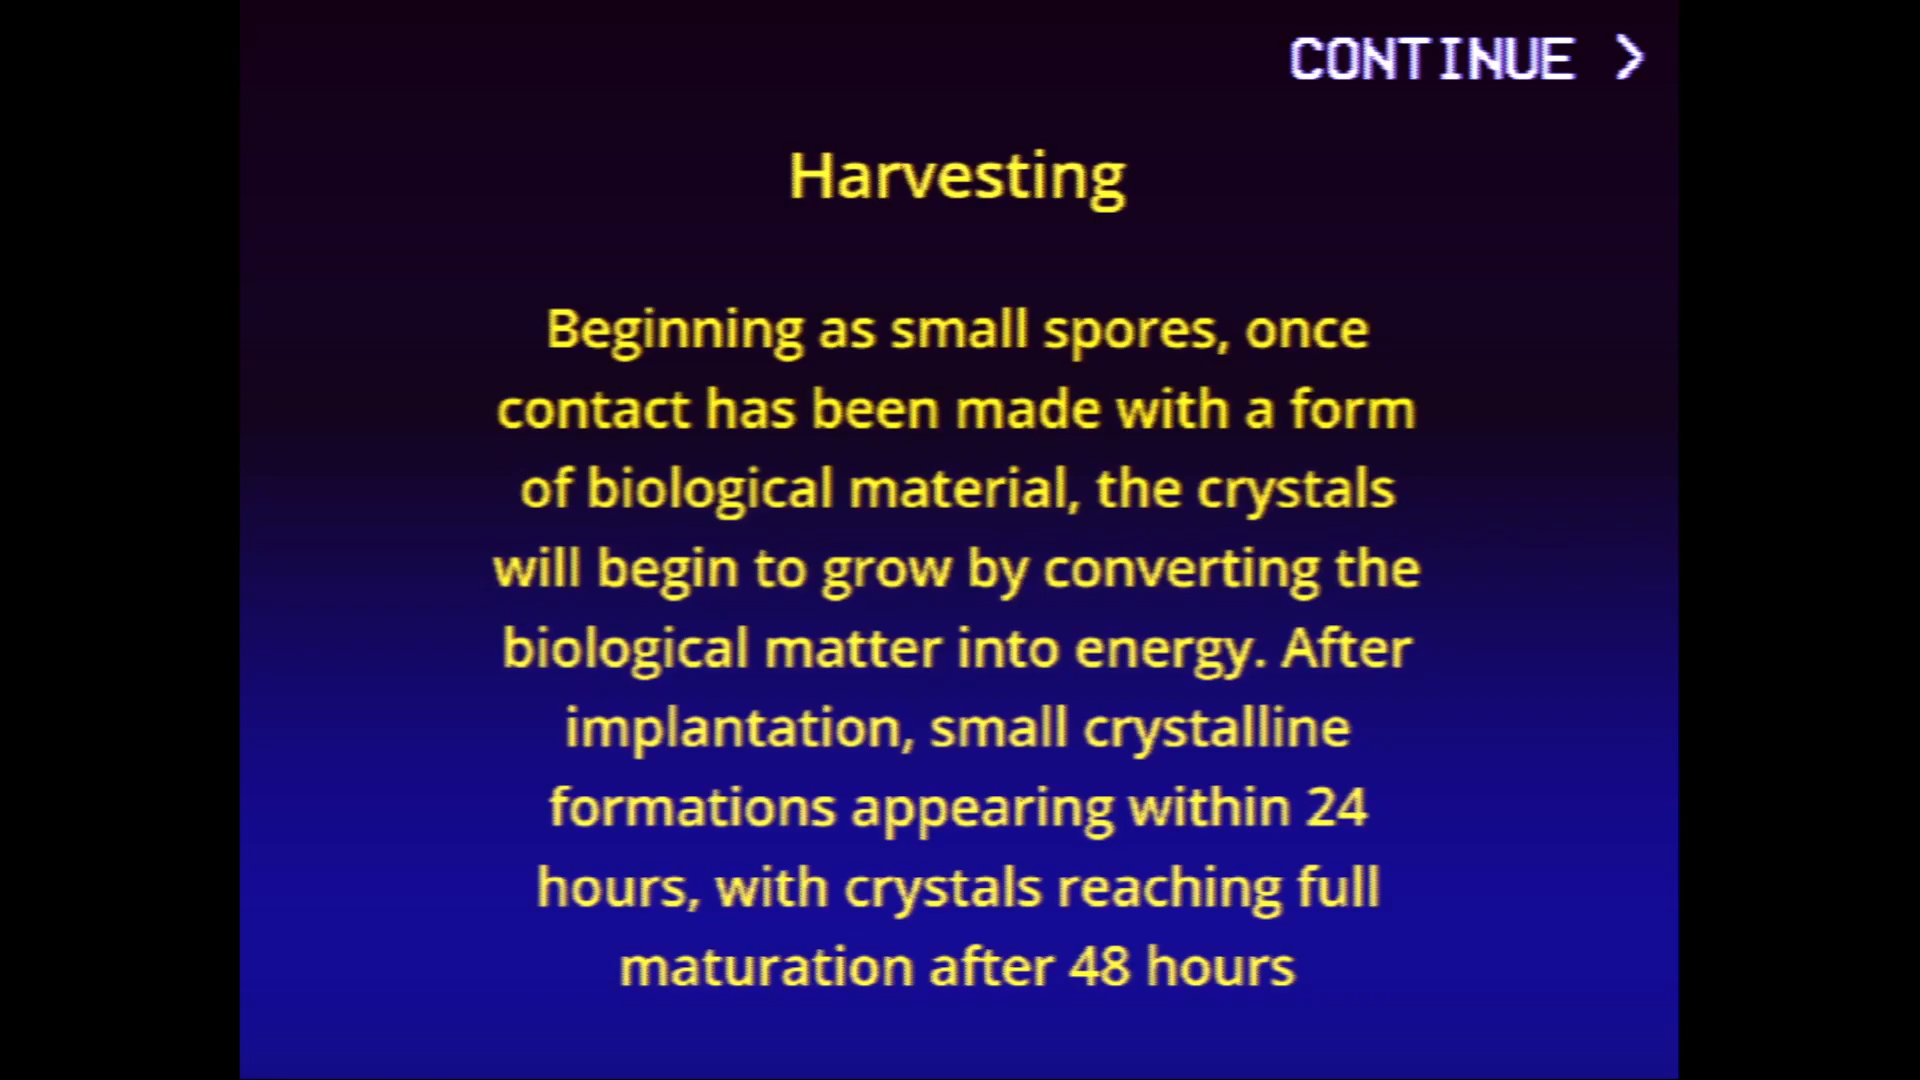 CONTINUE >
Harvesting
Beginning as small spores, once
contact has been made with a form
of biological material, the crystals
will begin to grow by converting the
biological matter into energy. After
implantation, small crystalline
formations appearing within 24
hours, with crystals reaching full
maturation after 48 hours